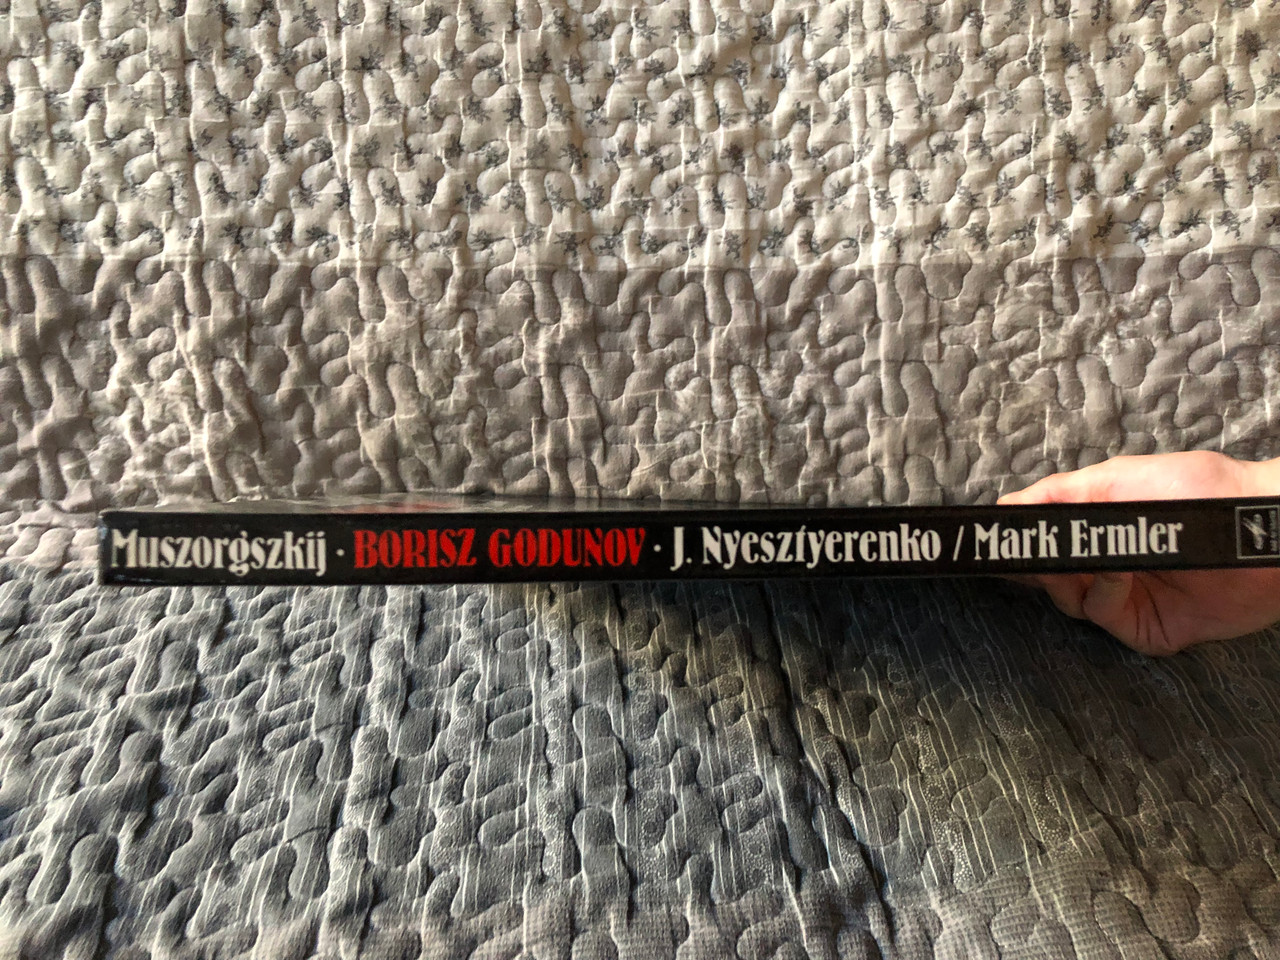 Muszorgszkij · BORISZ GODUNOV · J. Nyesztyerenko / Mark Ermler